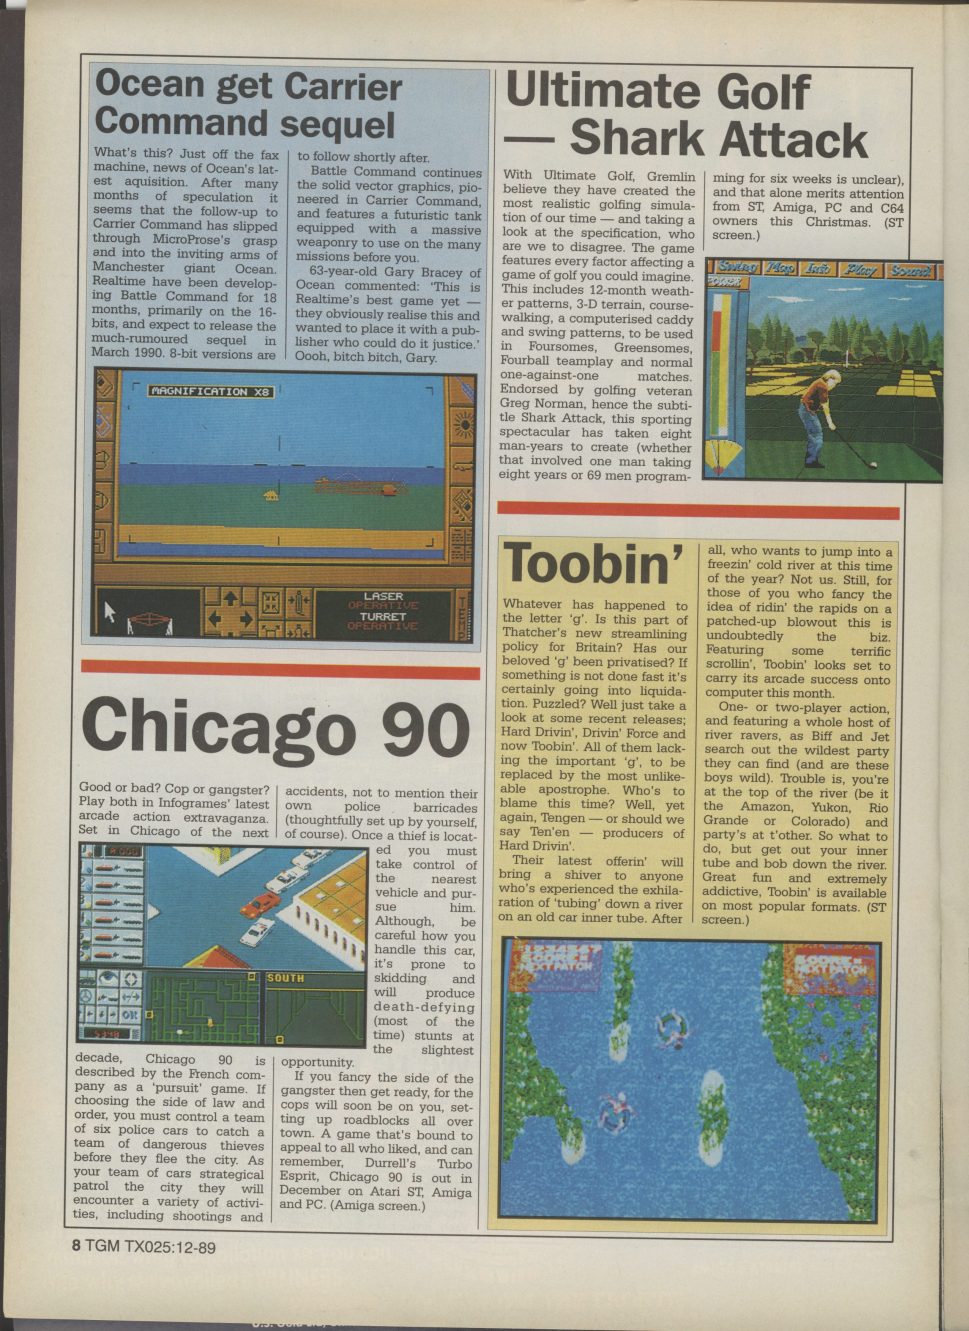 Ocean get Carrier
Command sequel
What's this? Just off the fax
machine, news of Ocean's lat-
est aquisition. After many
months of speculation it
seems that the follow-up to
Carrier Command has slipped
through MicroProse's grasp
and into the inviting arms of
Manchester giant Ocean.
Realtime have been develop-
ing Battle Command for 18
months, primarily on the 16-
bits, and expect to release the
much-rumoured sequel in
March 1990. 8-bit versions are
to follow shortly after.
Battle Command continues
the solid vector graphics, pio-
neered in Carrier Command,
and features a futuristic tank
equipped with a massive
weaponry to use on the many
missions before you.
63-year-old Gary Bracey of
Ocean commented: 'This is
Realtime's best game yet —
they obviously realise this and
wanted to place it with a pub-
lisher who could do it justice.'
Oooh, bitch bitch, Gary.
MAGNIFICATION X8
LASER
OPERATIVE
TURRET
OPERATIVE
Chicago 90
Good or bad? Cop or gangster?
Play both in Infogrames' latest
arcade action extravaganza.
Set in Chicago of the next
SOUTH
OK
decade, Chicago 90 is
described by the French com-
pany as a 'pursuit' game. If
choosing the side of law and
order, you must control a team
of six police cars to catch a
team of dangerous thieves
before they flee the city. As
your team of cars strategical
patrol the city they will
encounter a variety of activi-
ties, including shootings and
accidents, not to mention their
own police barricades
(thoughtfully set up by yourself,
of course). Once a thief is locat-
ed you must
take control of
the nearest
vehicle and pur-
sue him.
Although, be
careful how you
handle this car,
it's prone to
skidding and
will produce
death-defying
(most of the
time) stunts at
the slightest
opportunity.
If you fancy the side of the
gangster then get ready, for the
cops will soon be on you, set-
ting up roadblocks all over
town. A game that's bound to
appeal to all who liked, and can
remember, Durrell's Turbo
Esprit, Chicago 90 is out in
December on Atari ST, Amiga
and PC. (Amiga screen.)
Ultimate Golf
— Shark Attack
With Ultimate Golf, Gremlin
believe they have created the
most realistic golfing simula-
tion of our time — and taking a
look at the specification, who
are we to disagree. The game
features every factor affecting a
game of golf you could imagine.
This includes 12-month weath-
er patterns, 3-D terrain, course-
walking, a computerised caddy
and swing patterns, to be used
in Foursomes, Greensomes,
Fourball teamplay and normal
one-against-one matches.
Endorsed by golfing veteran
Greg Norman, hence the subti-
tle Shark Attack, this sporting
spectacular has taken eight
man-years to create (whether
that involved one man taking
eight years or 69 men program-
ming for six weeks is unclear),
and that alone merits attention
from ST, Amiga, PC and C64
owners this Christmas. (ST
screen.)
Swing Map Info Play Sound
Toobin'
Whatever has happened to
the letter 'g'. Is this part of
Thatcher's new streamlining
policy for Britain? Has our
beloved 'g' been privatised? If
something is not done fast it's
certainly going into liquida-
tion. Puzzled? Well just take a
look at some recent releases;
Hard Drivin', Drivin' Force and
now Toobin'. All of them lack-
ing the important 'g', to be
replaced by the most unlike-
able apostrophe. Who's to
blame this time? Well, yet
again, Tengen — or should we
say Ten'en — producers of
Hard Drivin'.
Their latest offerin' will
bring a shiver to anyone
who's experienced the exhila-
ration of 'tubing' down a river
on an old car inner tube. After
all, who wants to jump into a
freezin' cold river at this time
of the year? Not us. Still, for
those of you who fancy the
idea of ridin' the rapids on a
patched-up blowout this is
undoubtedly the biz.
Featuring some terrific
scrollin', Toobin' looks set to
carry its arcade success onto
computer this month.
One- or two-player action,
and featuring a whole host of
river ravers, as Biff and Jet
search out the wildest party
they can find (and are these
boys wild). Trouble is, you're
at the top of the river (be it
the Amazon, Yukon, Rio
Grande or Colorado) and
party's at t'other. So what to
do, but get out your inner
tube and bob down the river.
Great fun and extremely
addictive, Toobin' is available
on most popular formats. (ST
screen.)
8 TGM TX025:12-89